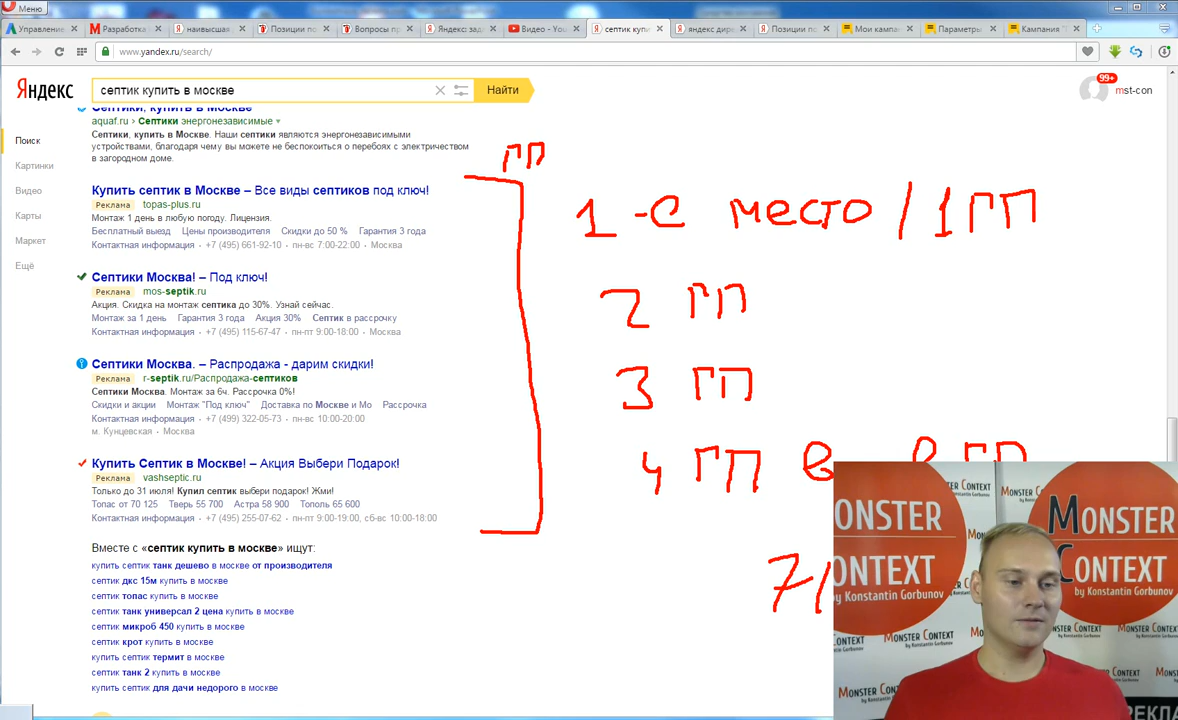 Меню
Управление
Разработка
наивысшая
Позиции по
Вопросы пр
Яндекс: зад
Видео - You
септик купи
яндекс дире
Позиции по
Мои кампан
Параметры
Кампания "Г
www.yandex.ru/search/
Яндекс
септик купить в москве
Найти
99+
mst-con
Поиск
Картинки
Видео
Карты
Маркет
Ещё
Септики, купить в Москве
aquaf.ru › Септики энергонезависимые
Септики, купить в Москве. Наши септики являются энергонезависимыми
устройствами, благодаря чему вы можете не беспокоиться о перебоях с электричеством
в загородном доме.
Купить септик в Москве – Все виды септиков под ключ!
Реклама topas-plus.ru
Монтаж 1 день в любую погоду. Лицензия.
Бесплатный выезд Цены производителя Скидки до 50 % Гарантия 3 года
Контактная информация · +7 (495) 661-92-10 · пн-вс 7:00-22:00 · Москва
Септики Москва! – Под ключ!
Реклама mos-septik.ru
Акция. Скидка на монтаж септика до 30%. Узнай сейчас.
Монтаж за 1 день Гарантия 3 года Акция 30% Септик в рассрочку
Контактная информация · +7 (495) 115-67-47 · пн-пт 9:00-18:00 · Москва
Септики Москва. – Распродажа - дарим скидки!
Реклама r-septik.ru/Распродажа-септиков
Септики Москва. Монтаж за 6ч. Рассрочка 0%!
Скидки и акции Монтаж "Под ключ" Доставка по Москве и Мо Рассрочка
Контактная информация · +7 (499) 322-05-73 · пн-вс 10:00-20:00
м. Кунцевская · Москва
Купить Септик в Москве! – Акция Выбери Подарок!
Реклама vashseptic.ru
Только до 31 июля! Купил септик выбери подарок! Жми!
Топас от 70 125 Тверь 55 700 Астра 58 900 Тополь 65 600
Контактная информация · +7 (495) 255-07-62 · пн-пт 9:00-19:00, сб-вс 10:00-18:00
Вместе с «септик купить в москве» ищут:
купить септик танк дешево в москве от производителя
септик дкс 15м купить в москве
септик топас купить в москве
септик танк универсал 2 цена купить в москве
септик микроб 450 купить в москве
септик крот купить в москве
купить септик термит в москве
септик танк 2 купить в москве
купить септик для дачи недорого в москве
ГП
1-е место / 1 ГП
2 ГП
3 ГП
4 ГП в ГП
7/
MONSTER CONTEXT
by Konstantin Gorbunov
MONSTER CONTEXT
by Konstantin Gorbunov
MONSTER CONTEXT
by Konstantin Gorbunov